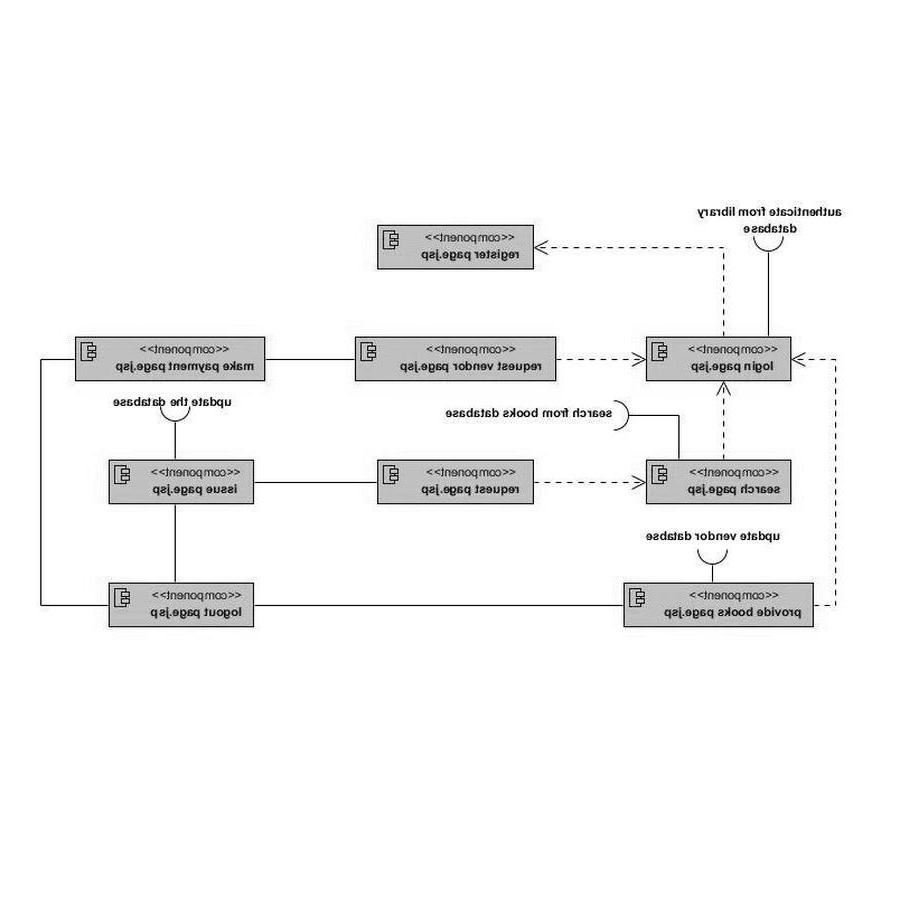 authenticate from library
database
<<component>>
register page.jsp
<<component>>
login page.jsp
<<component>>
request vendor page.jsp
<<component>>
make payment page.jsp
search from books database
update the database
<<component>>
search page.jsp
<<component>>
request page.jsp
<<component>>
issue page.jsp
update vendor databse
<<component>>
provide books page.jsp
<<component>>
logout page.jsp